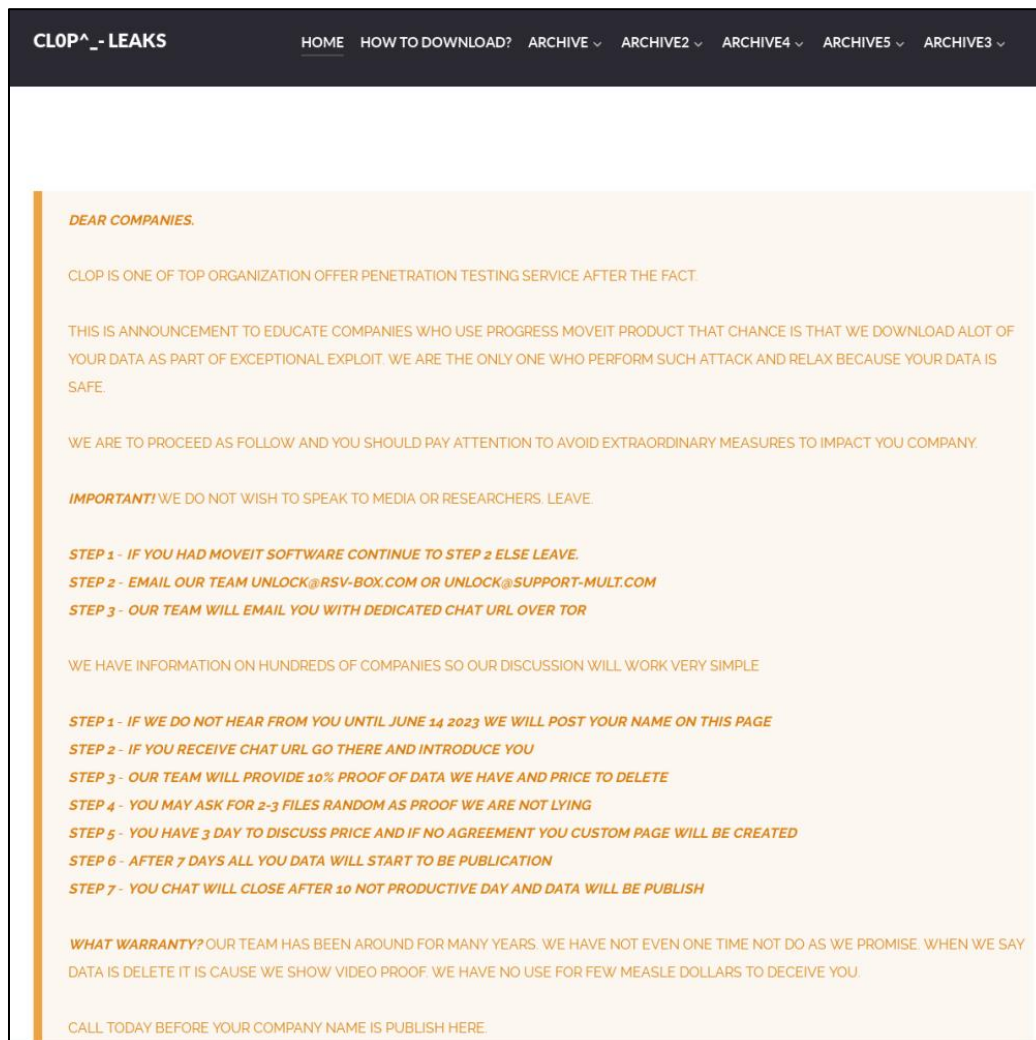 CL0P^_- LEAKS
HOME HOW TO DOWNLOAD? ARCHIVE ARCHIVE2 ARCHIVE4 ARCHIVE5 ARCHIVE3
DEAR COMPANIES.
CLOP IS ONE OF TOP ORGANIZATION OFFER PENETRATION TESTING SERVICE AFTER THE FACT.
THIS IS ANNOUNCEMENT TO EDUCATE COMPANIES WHO USE PROGRESS MOVEIT PRODUCT THAT CHANCE IS THAT WE DOWNLOAD ALOT OF
YOUR DATA AS PART OF EXCEPTIONAL EXPLOIT. WE ARE THE ONLY ONE WHO PERFORM SUCH ATTACK AND RELAX BECAUSE YOUR DATA IS
SAFE.
WE ARE TO PROCEED AS FOLLOW AND YOU SHOULD PAY ATTENTION TO AVOID EXTRAORDINARY MEASURES TO IMPACT YOU COMPANY.
IMPORTANT! WE DO NOT WISH TO SPEAK TO MEDIA OR RESEARCHERS. LEAVE.
STEP 1 - IF YOU HAD MOVEIT SOFTWARE CONTINUE TO STEP 2 ELSE LEAVE.
STEP 2 - EMAIL OUR TEAM UNLOCK@RSV-BOX.COM OR UNLOCK@SUPPORT-MULT.COM
STEP 3 - OUR TEAM WILL EMAIL YOU WITH DEDICATED CHAT URL OVER TOR
WE HAVE INFORMATION ON HUNDREDS OF COMPANIES SO OUR DISCUSSION WILL WORK VERY SIMPLE
STEP 1 - IF WE DO NOT HEAR FROM YOU UNTIL JUNE 14 2023 WE WILL POST YOUR NAME ON THIS PAGE
STEP 2 - IF YOU RECEIVE CHAT URL GO THERE AND INTRODUCE YOU
STEP 3 - OUR TEAM WILL PROVIDE 10% PROOF OF DATA WE HAVE AND PRICE TO DELETE
STEP 4 - YOU MAY ASK FOR 2-3 FILES RANDOM AS PROOF WE ARE NOT LYING
STEP 5 - YOU HAVE 3 DAY TO DISCUSS PRICE AND IF NO AGREEMENT YOU CUSTOM PAGE WILL BE CREATED
STEP 6 - AFTER 7 DAYS ALL YOU DATA WILL START TO BE PUBLICATION
STEP 7 - YOU CHAT WILL CLOSE AFTER 10 NOT PRODUCTIVE DAY AND DATA WILL BE PUBLISH
WHAT WARRANTY? OUR TEAM HAS BEEN AROUND FOR MANY YEARS. WE HAVE NOT EVEN ONE TIME NOT DO AS WE PROMISE. WHEN WE SAY
DATA IS DELETE IT IS CAUSE WE SHOW VIDEO PROOF. WE HAVE NO USE FOR FEW MEASLE DOLLARS TO DECEIVE YOU.
CALL TODAY BEFORE YOUR COMPANY NAME IS PUBLISH HERE.